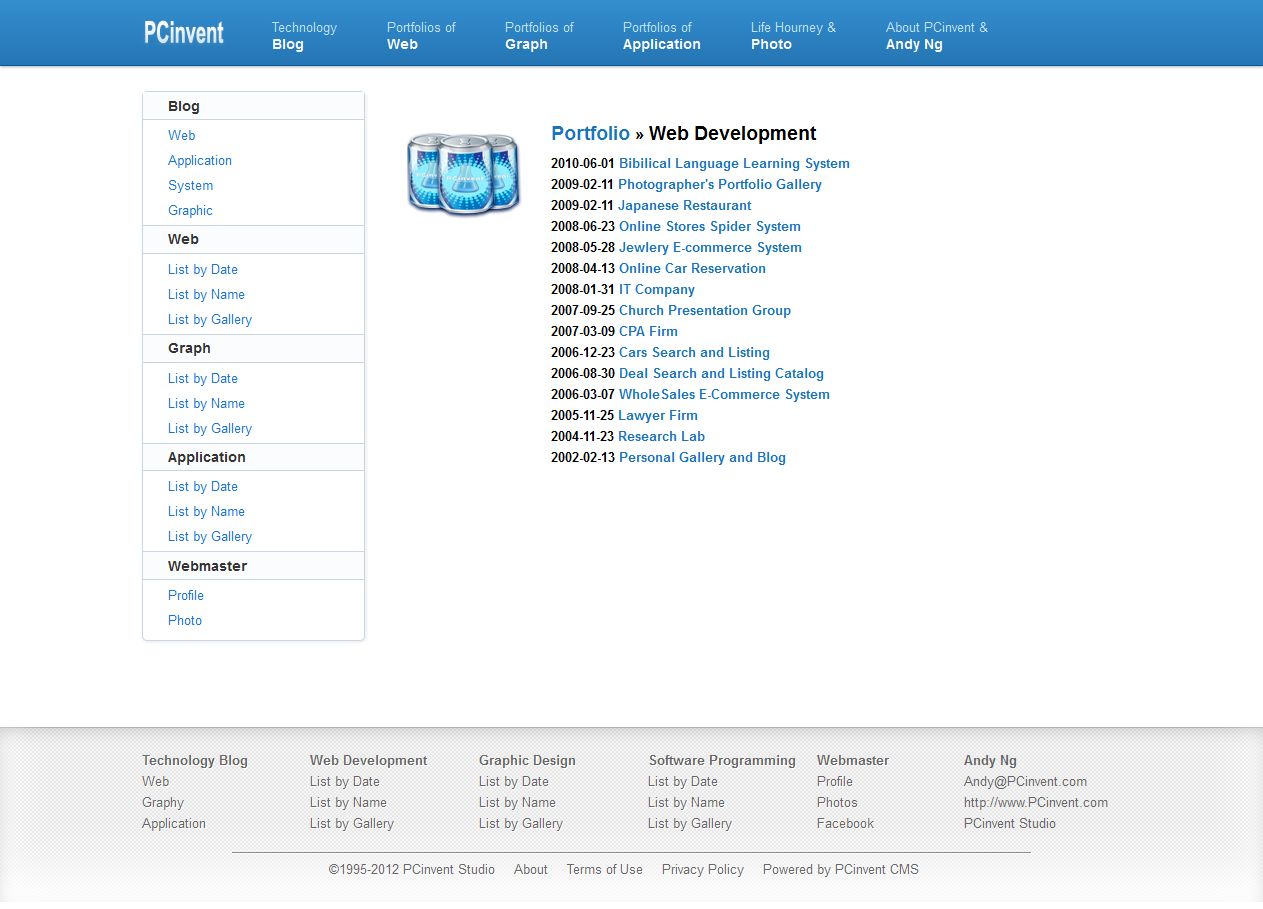 PCinvent
Technology
Blog
Portfolios of
Web
Portfolios of
Graph
Portfolios of
Application
Life Hourney &
Photo
About PCinvent &
Andy Ng
Blog
Web
Application
System
Graphic
Web
List by Date
List by Name
List by Gallery
Graph
List by Date
List by Name
List by Gallery
Application
List by Date
List by Name
List by Gallery
Webmaster
Profile
Photo
PCinvent
Portfolio » Web Development
2010-06-01 Bibilical Language Learning System
2009-02-11 Photographer's Portfolio Gallery
2009-02-11 Japanese Restaurant
2008-06-23 Online Stores Spider System
2008-05-28 Jewlery E-commerce System
2008-04-13 Online Car Reservation
2008-01-31 IT Company
2007-09-25 Church Presentation Group
2007-03-09 CPA Firm
2006-12-23 Cars Search and Listing
2006-08-30 Deal Search and Listing Catalog
2006-03-07 WholeSales E-Commerce System
2005-11-25 Lawyer Firm
2004-11-23 Research Lab
2002-02-13 Personal Gallery and Blog
Technology Blog
Web
Graphy
Application
Web Development
List by Date
List by Name
List by Gallery
Graphic Design
List by Date
List by Name
List by Gallery
Software Programming
List by Date
List by Name
List by Gallery
Webmaster
Profile
Photos
Facebook
Andy Ng
Andy@PCinvent.com
http://www.PCinvent.com
PCinvent Studio
©1995-2012 PCinvent Studio About Terms of Use Privacy Policy Powered by PCinvent CMS